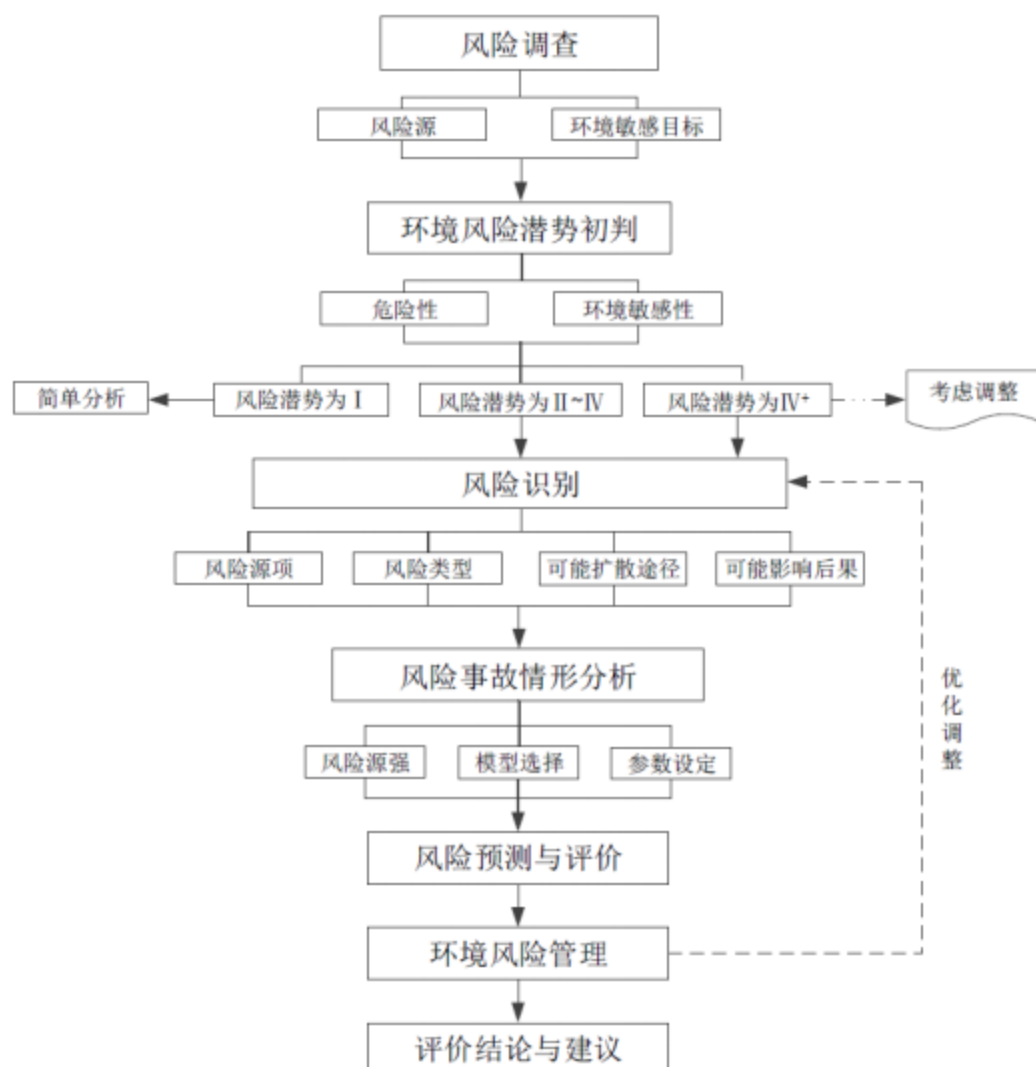 风险调查
风险源
环境敏感目标
环境风险潜势初判
危险性
环境敏感性
简单分析
风险潜势为Ⅰ
风险潜势为Ⅱ~Ⅳ
风险潜势为Ⅳ⁺
考虑调整
风险识别
风险源项
风险类型
可能扩散途径
可能影响后果
风险事故情形分析
优化调整
风险源强
模型选择
参数设定
风险预测与评价
环境风险管理
评价结论与建议